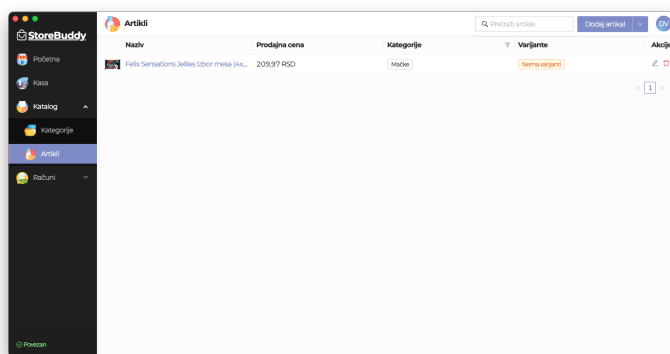 StoreBuddy
Početna
Kasa
Katalog
Kategorije
Artikli
Računi
Povezan
Artikli
Pretraži artikle
Dodaj artikal
DV
Naziv Prodajna cena Kategorije Varijante Akcije
Felix Sensations Jellies Izbor mesa (4x... 209,97 RSD Mačke Nema varijanti
1